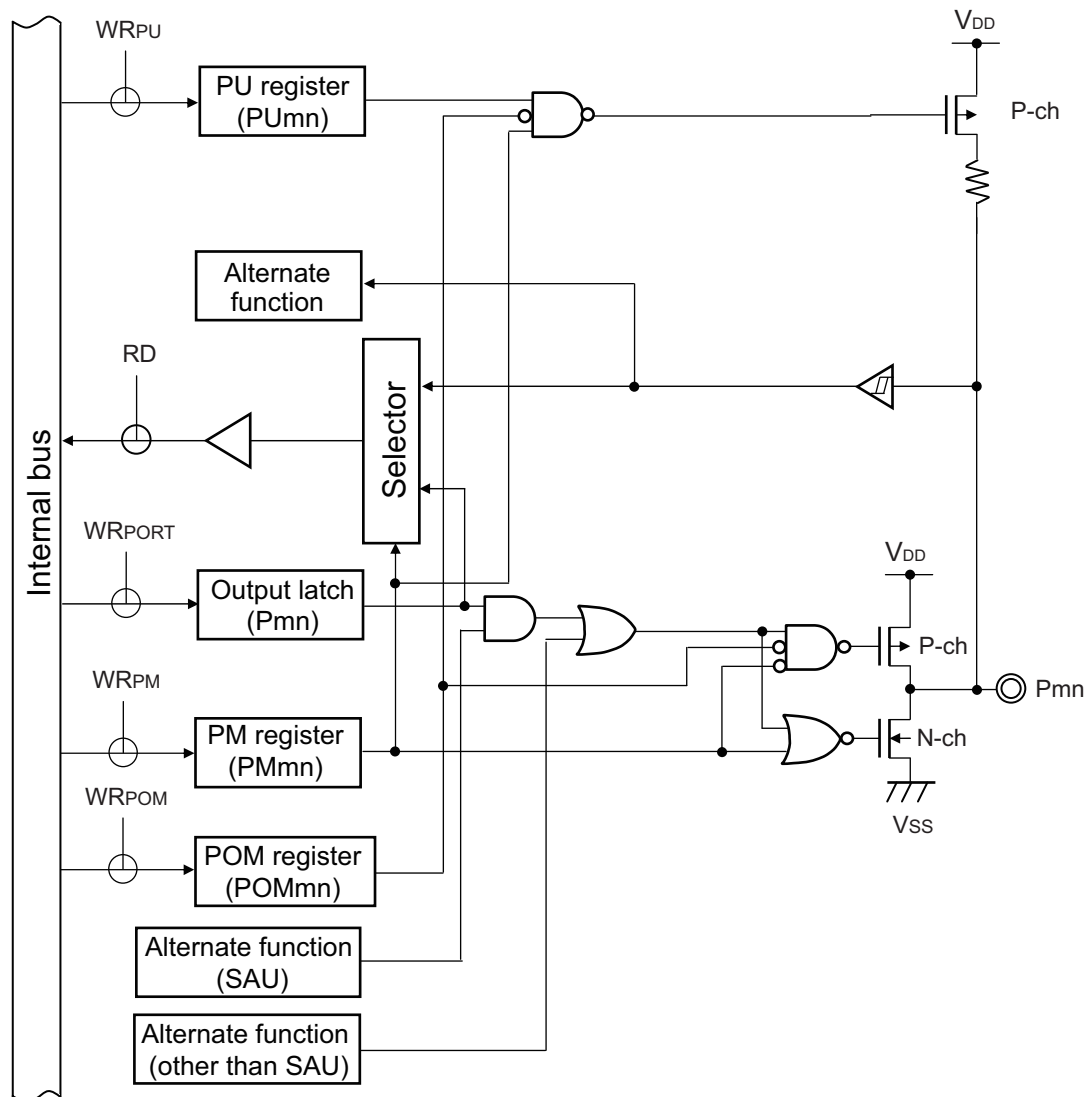 WRPU
PU register
(PUmn)
VDD
P-ch
Alternate
function
RD
Selector
Internal bus
WRPORT
Output latch
(Pmn)
VDD
P-ch
Pmn
WRPM
PM register
(PMmn)
N-ch
VSS
WRPOM
POM register
(POMmn)
Alternate function
(SAU)
Alternate function
(other than SAU)